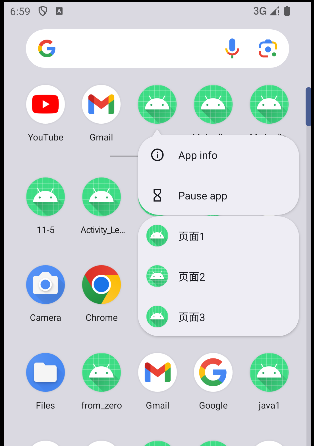 6:59
3G
YouTube
Gmail
App info
Pause app
11-5
Activity_Le...
页面1
页面2
Camera
Chrome
页面3
Files
from_zero
Gmail
Google
java1